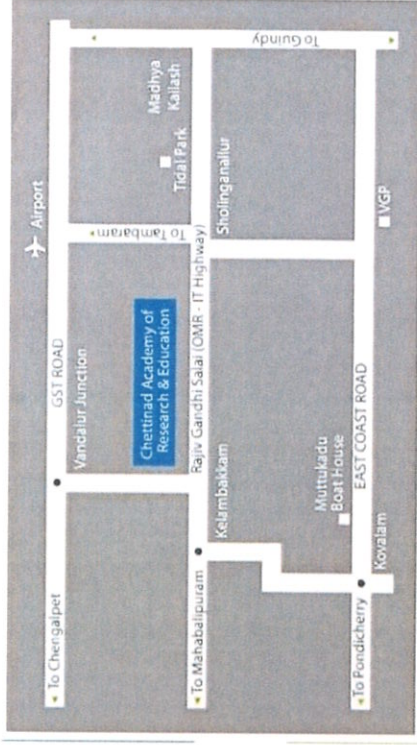 Airport
To Chengalpet
GST ROAD
Vandalur Junction
To Tambaram
Tidal Park
Madhya
Kailash
To Guindy
Chettinad Academy of
Research & Education
To Mahabalipuram
Rajiv Gandhi Salai (OMR - IT Highway)
Kelambakkam
Sholinganallur
Muttukadu
Boat House
To Pondicherry
EAST COAST ROAD
Kovalam
VGP